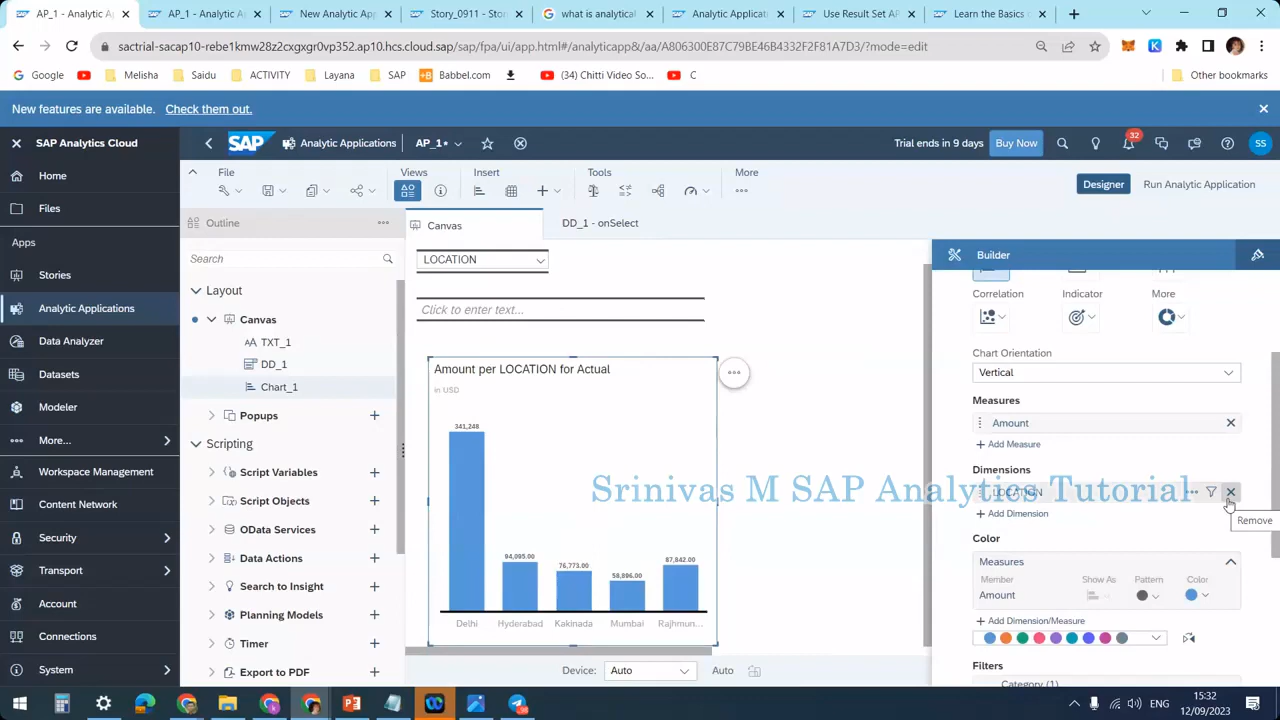 AP_1 - Analytic Applicat
AP_1 - Analytic Applica
New Analytic Applicat
Story_0911 - Story - S
what is analytical
Analytic Application
Use Result Set API
Learn the Basics o
sactrial-sacap10-rebe1kmw28z2cxgxgr0vp352.ap10.hcs.cloud.sap/sap/fpa/ui/app.html#/analyticapp&/aa/A806300E87C79BE46B4332F2F81A7D3/?mode=edit
Google
Melisha
Saidu
ACTIVITY
Layana
SAP
Babbel.com
(34) Chitti Video So...
C
Other bookmarks
New features are available. Check them out.
SAP Analytics Cloud
SAP
Analytic Applications
AP_1*
Trial ends in 9 days
Buy Now
32
SS
Home
File
Views
Insert
Tools
More
Designer
Run Analytic Application
Files
Outline
Canvas
DD_1 - onSelect
Apps
Search
LOCATION
Builder
Stories
Layout
Correlation
Indicator
More
Analytic Applications
Canvas
Click to enter text...
Data Analyzer
TXT_1
Chart Orientation
Datasets
DD_1
Amount per LOCATION for Actual
Vertical
Modeler
Chart_1
in USD
Measures
Popups
Amount
More...
Scripting
Add Measure
Workspace Management
Script Variables
Dimensions
Content Network
Script Objects
LOCATION
Security
OData Services
Add Dimension
Remove
Transport
Data Actions
Color
Account
Search to Insight
Measures
Connections
Planning Models
Member
Show As
Pattern
Color
System
Timer
Amount
Export to PDF
Add Dimension/Measure
Filters
Category (1)
341,248
94,095.00
76,773.00
58,896.00
87,842.00
Delhi
Hyderabad
Kakinada
Mumbai
Rajhmun...
Srinivas M SAP Analytics Tutorial
Device:
Auto
Auto
ENG
15:32
12/09/2023